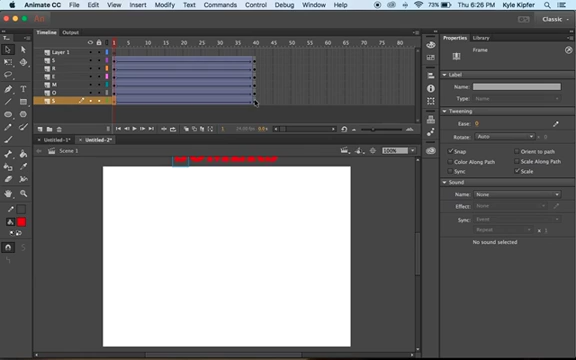 Animate CC File Edit View Insert Modify Text Commands Control Debug Window Help 73% Thu 6:26 PM Kyle Kipfer
An Classic
Timeline Output
1 5 10 15 20 25 30 35 40 45 50 55 60 65 70 75 80
Layer 1
S
R
E
M
O
S
1
Untitled-1* Untitled-2*
Scene 1 100%
Tools
Properties Library
Frame
Label
Name:
Type: Name
Tweening
Ease: 0
Rotate: Auto
Snap Orient to path
Color Along Path Scale Along Path
Sync Scale
Sound
Name: None
Effect: None
Sync: Event
Repeat 1
No sound selected